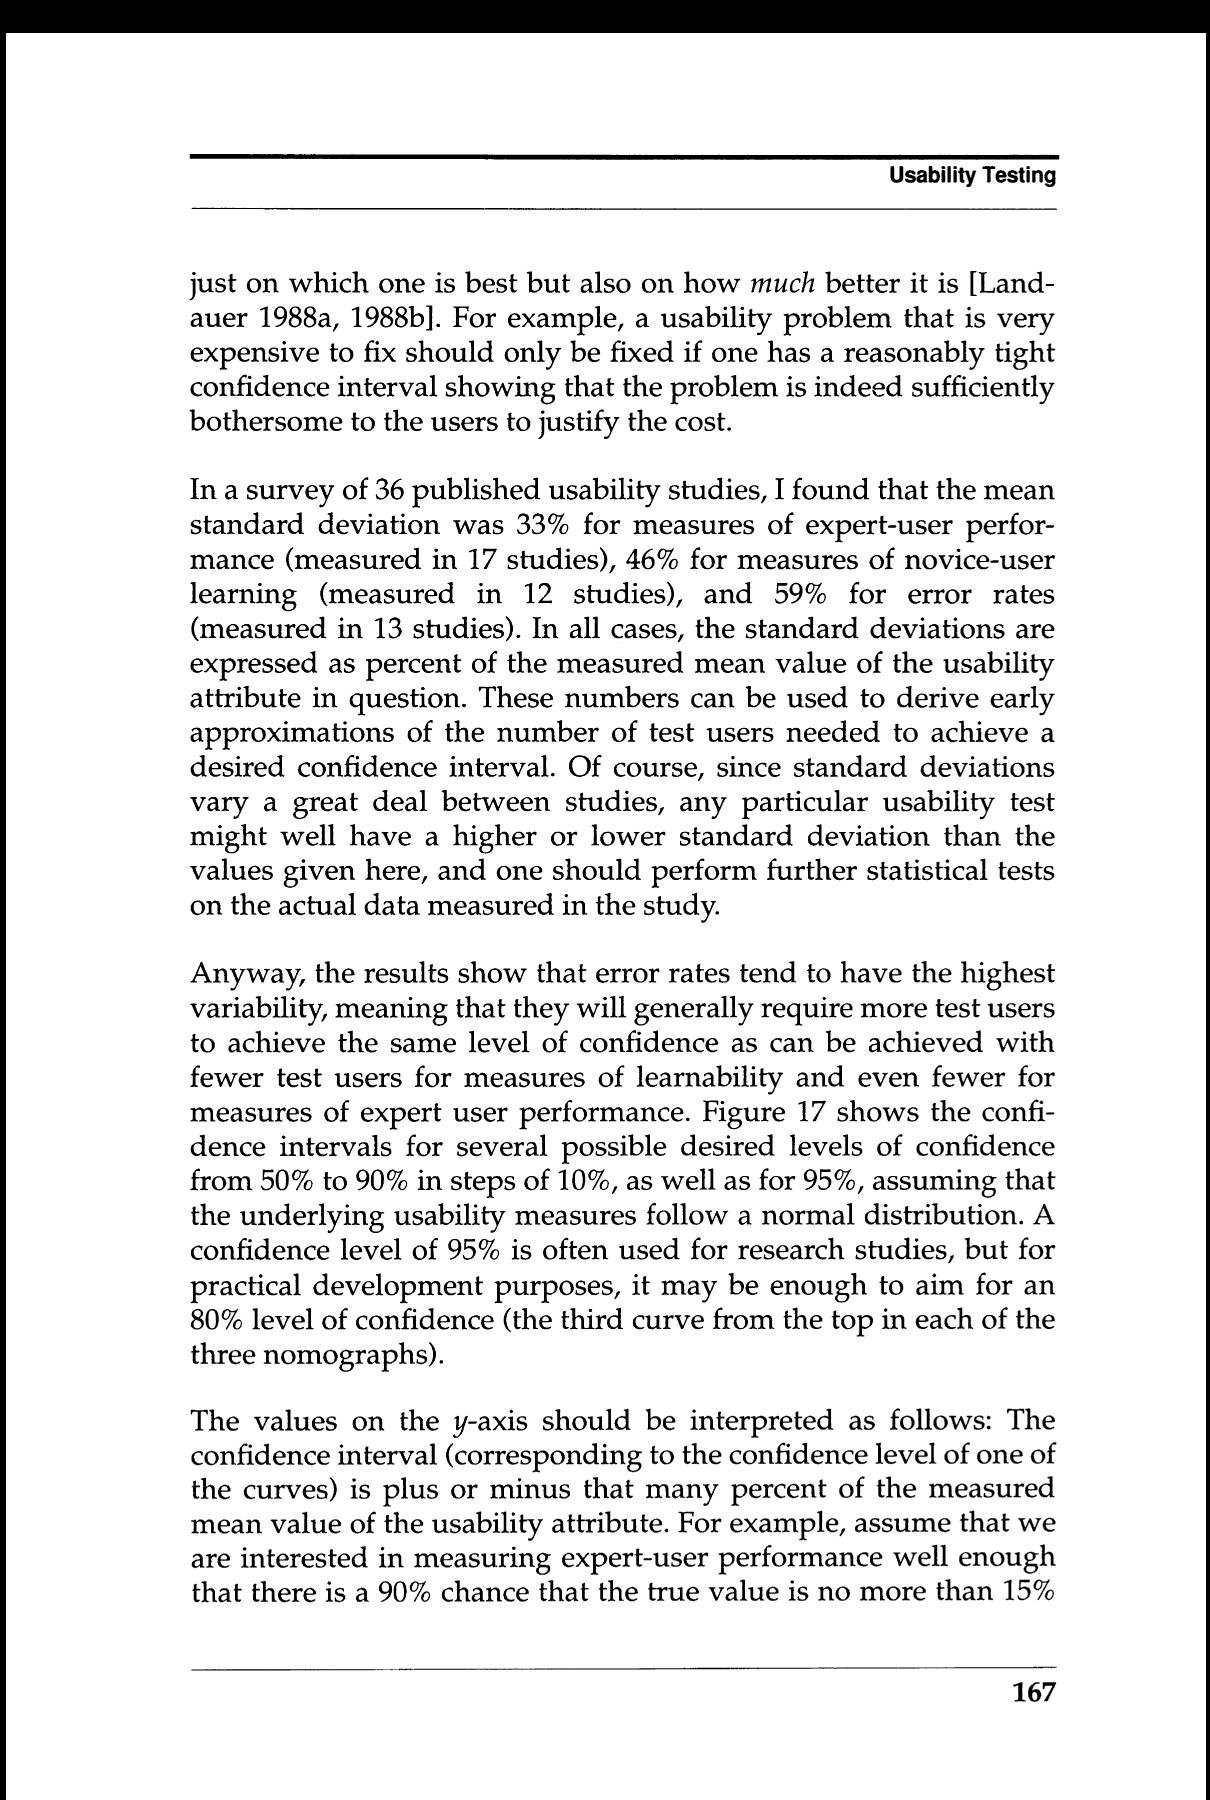 Usability Testing
just on which one is best but also on how much better it is [Land-
auer 1988a, 1988b]. For example, a usability problem that is very
expensive to fix should only be fixed if one has a reasonably tight
confidence interval showing that the problem is indeed sufficiently
bothersome to the users to justify the cost.
In a survey of 36 published usability studies, I found that the mean
standard deviation was 33% for measures of expert-user perfor-
mance (measured in 17 studies), 46% for measures of novice-user
learning (measured in 12 studies), and 59% for error rates
(measured in 13 studies). In all cases, the standard deviations are
expressed as percent of the measured mean value of the usability
attribute in question. These numbers can be used to derive early
approximations of the number of test users needed to achieve a
desired confidence interval. Of course, since standard deviations
vary a great deal between studies, any particular usability test
might well have a higher or lower standard deviation than the
values given here, and one should perform further statistical tests
on the actual data measured in the study.
Anyway, the results show that error rates tend to have the highest
variability, meaning that they will generally require more test users
to achieve the same level of confidence as can be achieved with
fewer test users for measures of learnability and even fewer for
measures of expert user performance. Figure 17 shows the confi-
dence intervals for several possible desired levels of confidence
from 50% to 90% in steps of 10%, as well as for 95%, assuming that
the underlying usability measures follow a normal distribution. A
confidence level of 95% is often used for research studies, but for
practical development purposes, it may be enough to aim for an
80% level of confidence (the third curve from the top in each of the
three nomographs).
The values on the y-axis should be interpreted as follows: The
confidence interval (corresponding to the confidence level of one of
the curves) is plus or minus that many percent of the measured
mean value of the usability attribute. For example, assume that we
are interested in measuring expert-user performance well enough
that there is a 90% chance that the true value is no more than 15%
167